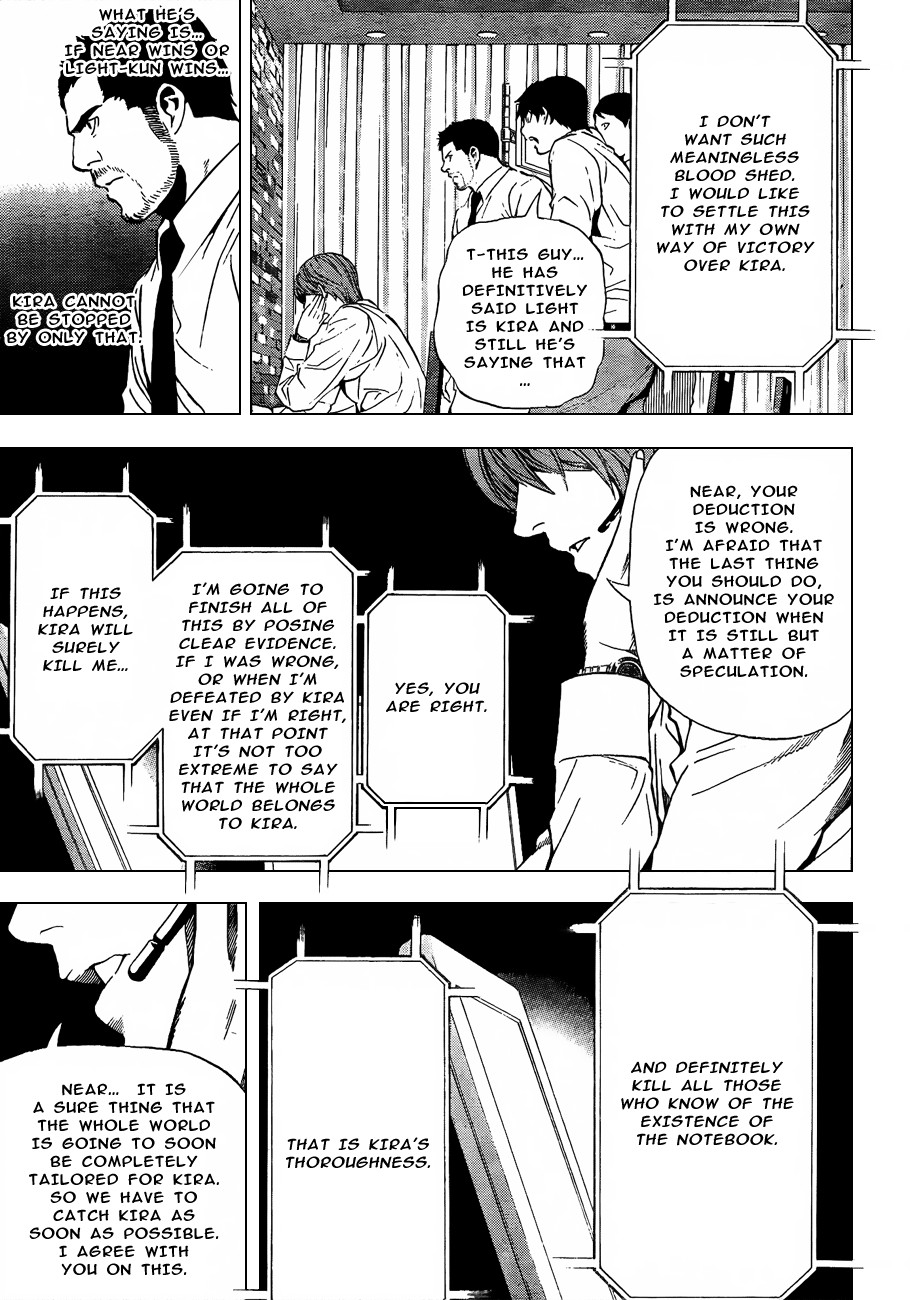 I DON'T
WANT SUCH
MEANINGLESS
BLOOD SHED.
I WOULD LIKE
TO SETTLE THIS
WITH MY OWN
WAY OF VICTORY
OVER KIRA.
T-THIS GUY...
HE HAS
DEFINITIVELY
SAID LIGHT
IS KIRA AND
STILL HE'S
SAYING THAT
...
WHAT HE'S
SAYING IS...
IF NEAR WINS OR
LIGHT-KUN WINS...
KIRA CANNOT
BE STOPPED
BY ONLY THAT.
NEAR, YOUR
DEDUCTION
IS WRONG.
I'M AFRAID THAT
THE LAST THING
YOU SHOULD DO,
IS ANNOUNCE YOUR
DEDUCTION WHEN
IT IS STILL BUT
A MATTER OF
SPECULATION.
YES, YOU
ARE RIGHT.
I'M GOING TO
FINISH ALL OF
THIS BY POSING
CLEAR EVIDENCE.
IF I WAS WRONG,
OR WHEN I'M
DEFEATED BY KIRA
EVEN IF I'M RIGHT,
AT THAT POINT
IT'S NOT TOO
EXTREME TO SAY
THAT THE WHOLE
WORLD BELONGS
TO KIRA.
IF THIS
HAPPENS,
KIRA WILL
SURELY
KILL ME...
AND DEFINITELY
KILL ALL THOSE
WHO KNOW OF THE
EXISTENCE OF
THE NOTEBOOK.
THAT IS KIRA'S
THOROUGHNESS.
NEAR... IT IS
A SURE THING THAT
THE WHOLE WORLD
IS GOING TO SOON
BE COMPLETELY
TAILORED FOR KIRA.
SO WE HAVE TO
CATCH KIRA AS
SOON AS POSSIBLE.
I AGREE WITH
YOU ON THIS.